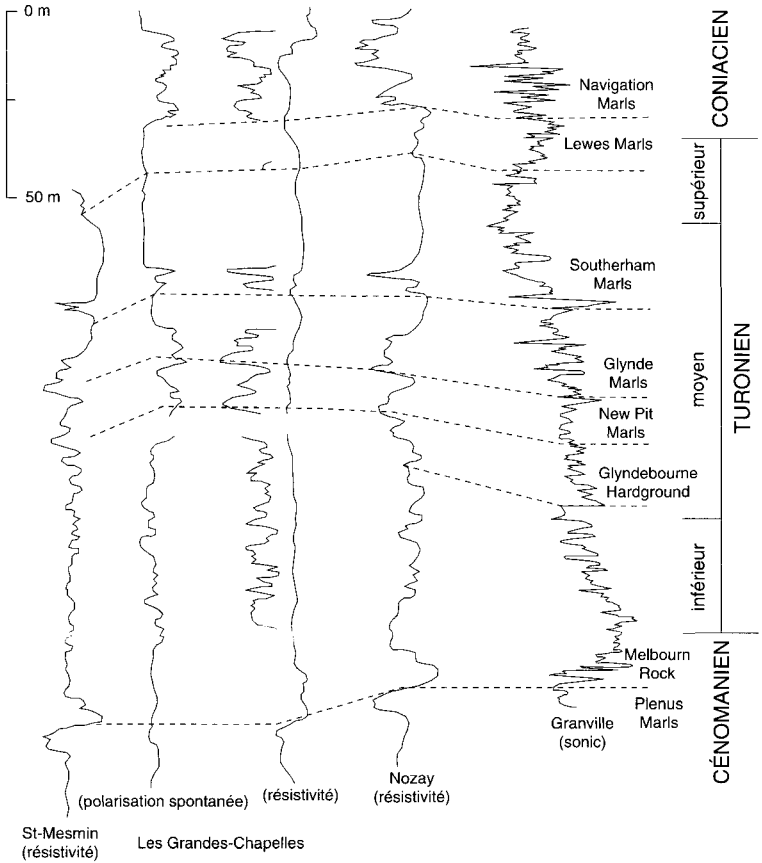 0 m
50 m
Navigation
Marls
Lewes Marls
Southerham
Marls
Glynde
Marls
New Pit
Marls
Glyndebourne
Hardground
Melbourn
Rock
Plenus
Marls
CONIACIEN
supérieur
moyen
inférieur
TURONIEN
CÉNOMANIEN
Granville
(sonic)
Nozay
(résistivité)
(résistivité)
(polarisation spontanée)
Les Grandes-Chapelles
St-Mesmin
(résistivité)